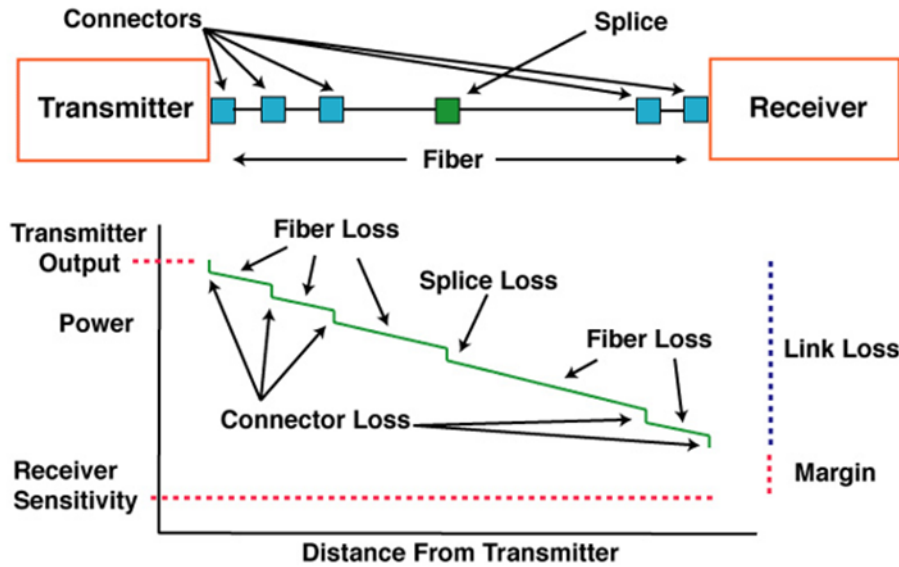 Connectors
Splice
Transmitter
Receiver
Fiber
Transmitter
Output
Fiber Loss
Splice Loss
Power
Fiber Loss
Link Loss
Connector Loss
Receiver
Sensitivity
Margin
Distance From Transmitter